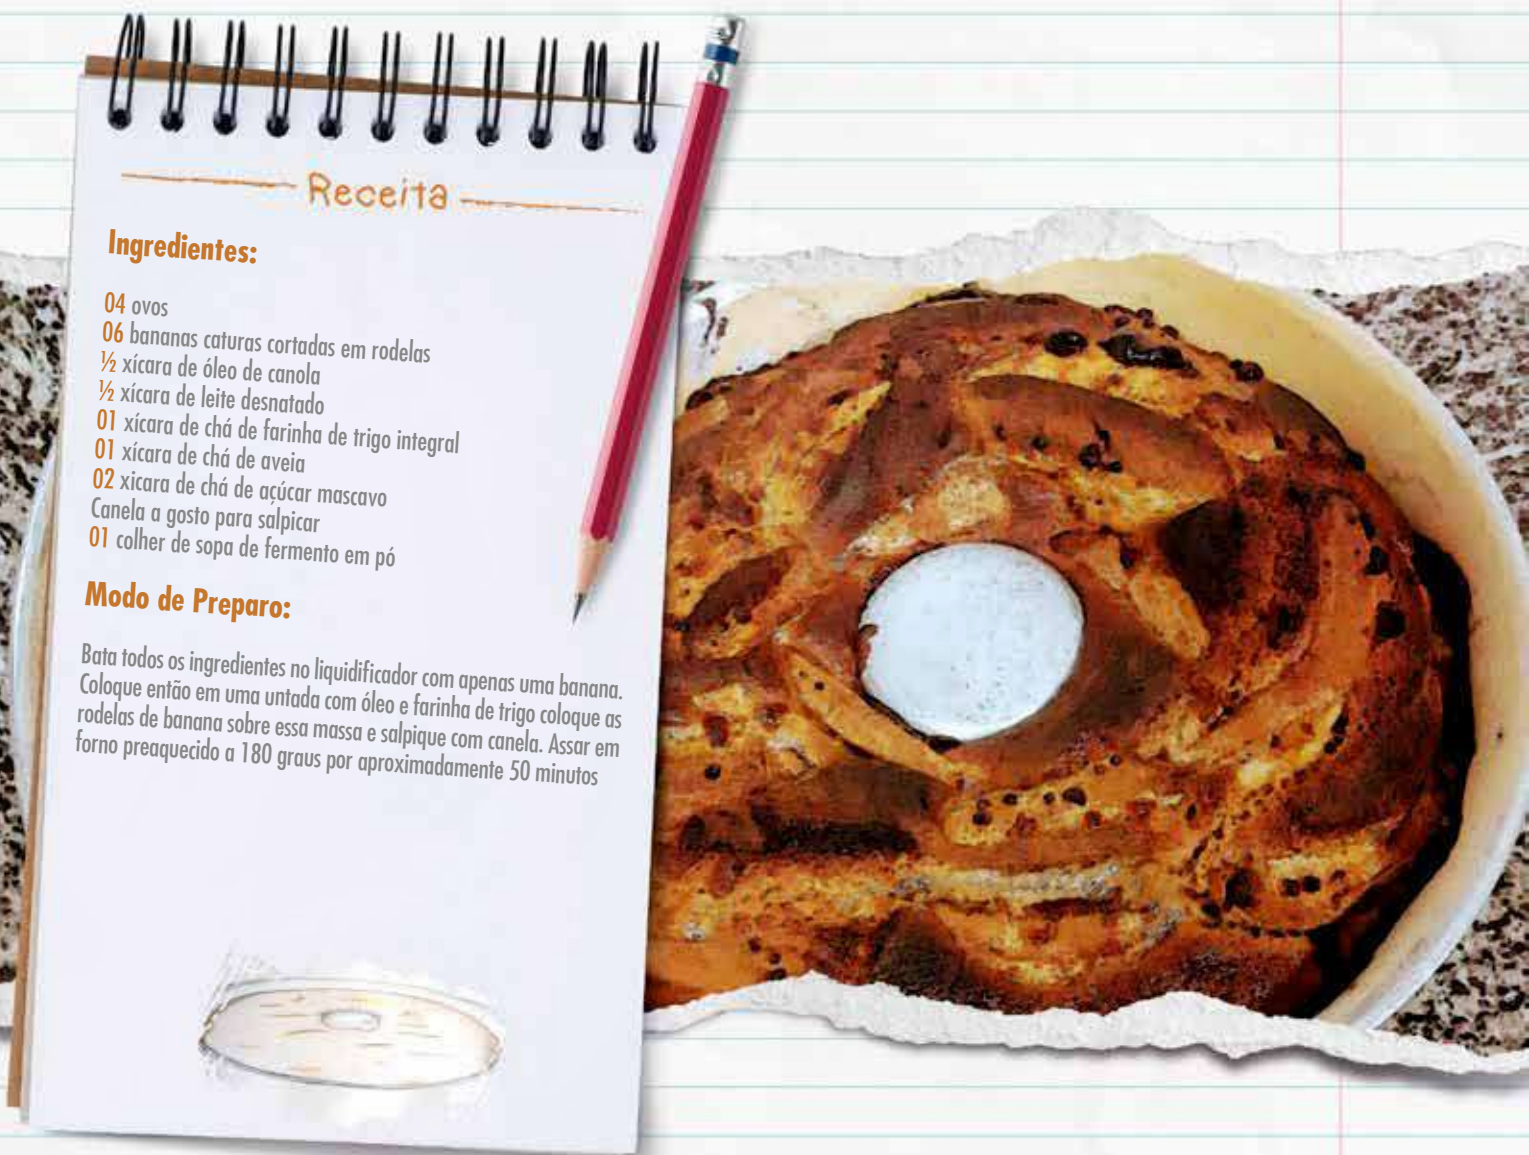 Receita
Ingredientes:
04 ovos
06 bananas caturas cortadas em rodelas
½ xícara de óleo de canola
½ xícara de leite desnatado
01 xícara de chá de farinha de trigo integral
01 xícara de chá de aveia
02 xicara de chá de açúcar mascavo
Canela a gosto para salpicar
01 colher de sopa de fermento em pó
Modo de Preparo:
Bata todos os ingredientes no liquidificador com apenas uma banana.
Coloque então em uma untada com óleo e farinha de trigo coloque as
rodelas de banana sobre essa massa e salpique com canela. Assar em
forno preaquecido a 180 graus por aproximadamente 50 minutos